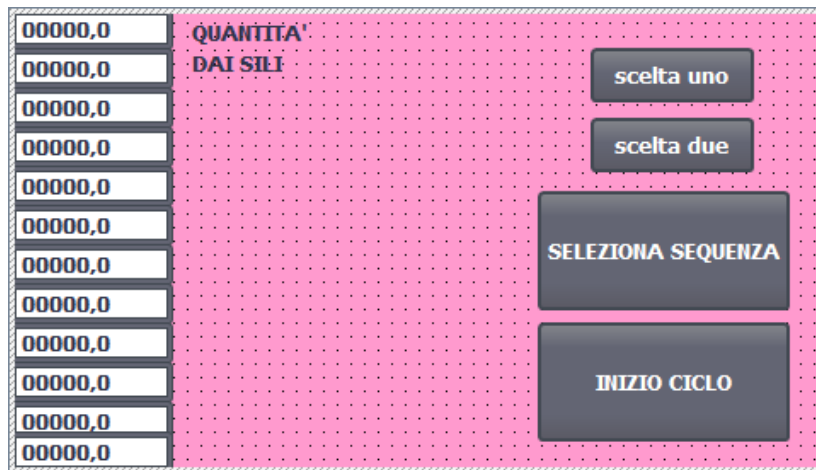 00000,0
00000,0
00000,0
00000,0
00000,0
00000,0
00000,0
00000,0
00000,0
00000,0
00000,0
00000,0
QUANTITA'
DAI SILI
scelta uno
scelta due
SELEZIONA SEQUENZA
INIZIO CICLO